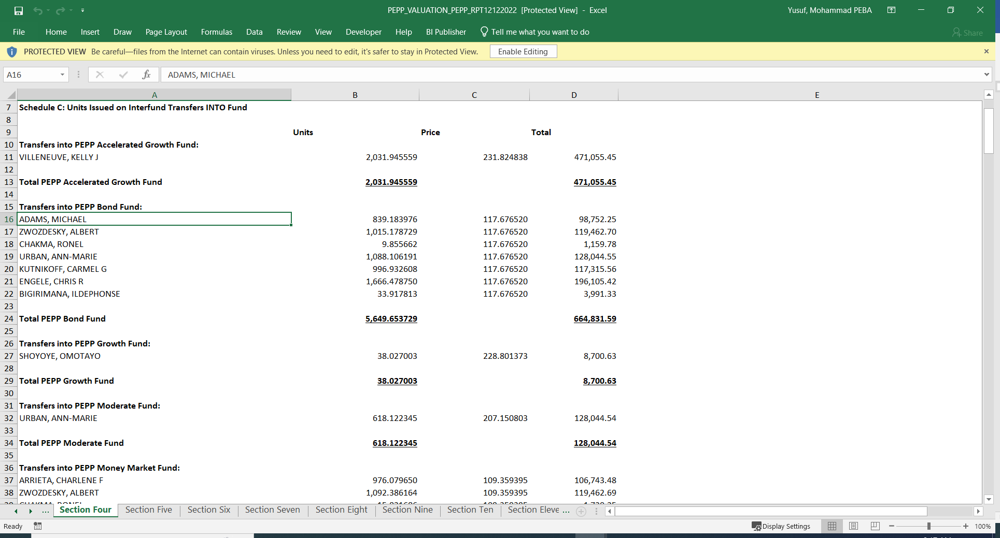 PEPP_VALUATION_PEPP_RPT12122022 [Protected View] - Excel
Yusuf, Mohammad PEBA
File Home Insert Draw Page Layout Formulas Data Review View Developer Help BI Publisher Tell me what you want to do Share
PROTECTED VIEW Be careful—files from the Internet can contain viruses. Unless you need to edit, it's safer to stay in Protected View. Enable Editing
A16 fx ADAMS, MICHAEL
A B C D E
7 Schedule C: Units Issued on Interfund Transfers INTO Fund
8
9 Units Price Total
10 Transfers into PEPP Accelerated Growth Fund:
11 VILLENEUVE, KELLY J 2,031.945559 231.824838 471,055.45
12
13 Total PEPP Accelerated Growth Fund 2,031.945559 471,055.45
14
15 Transfers into PEPP Bond Fund:
16 ADAMS, MICHAEL 839.183976 117.676520 98,752.25
17 ZWOZDESKY, ALBERT 1,015.178729 117.676520 119,462.70
18 CHAKMA, RONEL 9.855662 117.676520 1,159.78
19 URBAN, ANN-MARIE 1,088.106191 117.676520 128,044.55
20 KUTNIKOFF, CARMEL G 996.932608 117.676520 117,315.56
21 ENGELE, CHRIS R 1,666.478750 117.676520 196,105.42
22 BIGIRIMANA, ILDEPHONSE 33.917813 117.676520 3,991.33
23
24 Total PEPP Bond Fund 5,649.653729 664,831.59
25
26 Transfers into PEPP Growth Fund:
27 SHOYOYE, OMOTAYO 38.027003 228.801373 8,700.63
28
29 Total PEPP Growth Fund 38.027003 8,700.63
30
31 Transfers into PEPP Moderate Fund:
32 URBAN, ANN-MARIE 618.122345 207.150803 128,044.54
33
34 Total PEPP Moderate Fund 618.122345 128,044.54
35
36 Transfers into PEPP Money Market Fund:
37 ARRIETA, CHARLENE F 976.079650 109.359395 106,743.48
38 ZWOZDESKY, ALBERT 1,092.386164 109.359395 119,462.69
... Section Four Section Five Section Six Section Seven Section Eight Section Nine Section Ten Section Eleve ...
Ready Display Settings 100%